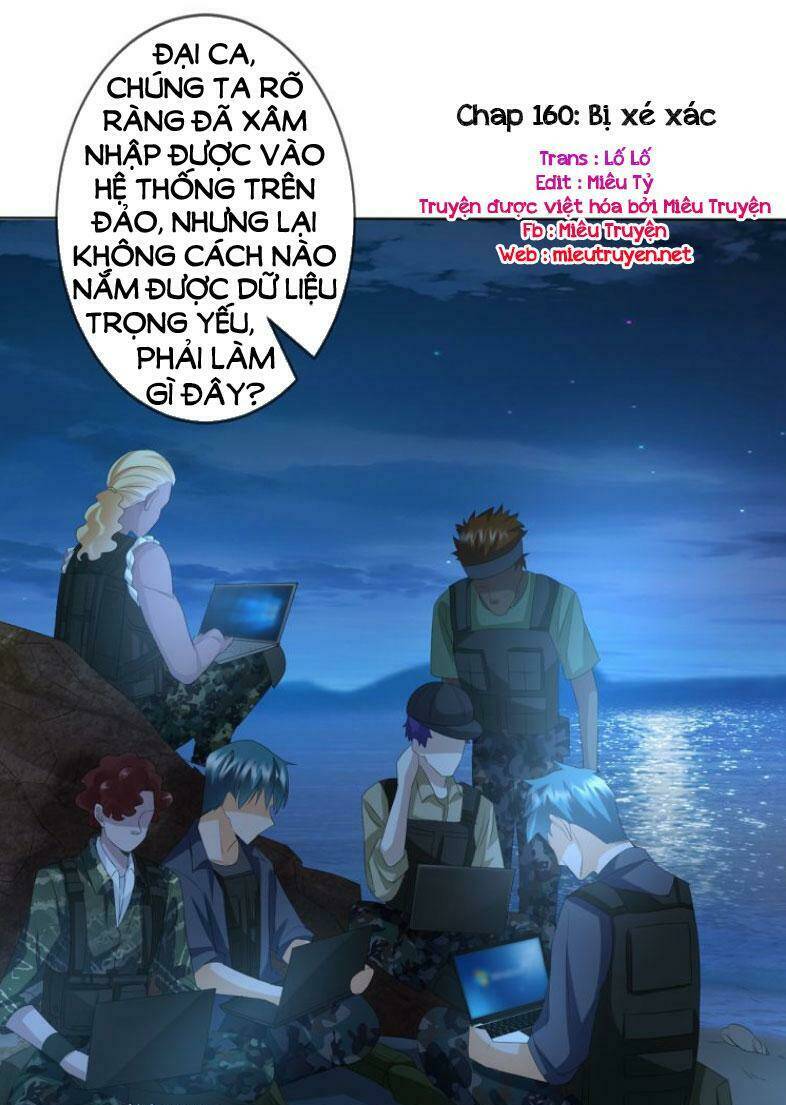 ĐẠI CA,
CHÚNG TA RÕ
RÀNG ĐÃ XÂM
NHẬP ĐƯỢC VÀO
HỆ THỐNG TRÊN
ĐẢO, NHƯNG LẠI
KHÔNG CÁCH NÀO
NẮM ĐƯỢC DỮ LIỆU
TRỌNG YẾU,
PHẢI LÀM
GÌ ĐÂY?
Chap 160: Bị xé xác
Trans : Lố Lố
Edit : Miêu Tỷ
Truyện được việt hóa bởi Miêu Truyện
Fb : Miêu Truyện
Web : mieutruyen.net